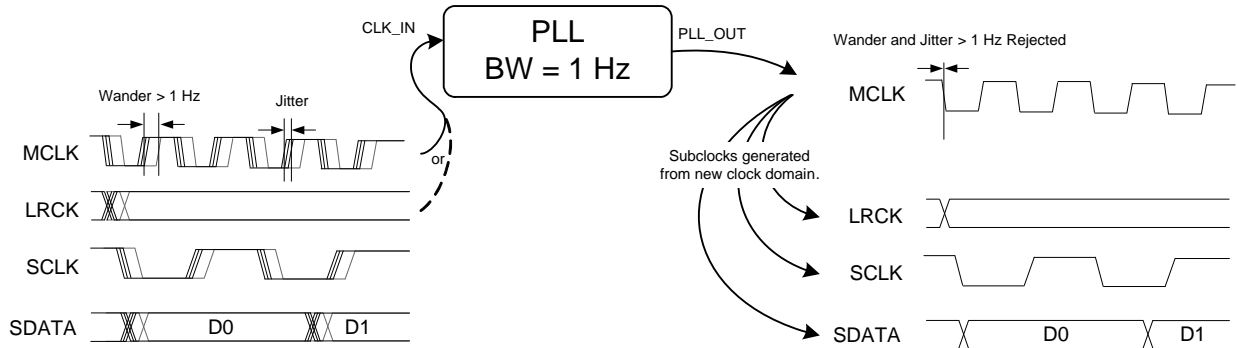 CLK_IN
PLL
BW = 1 Hz
PLL_OUT
Wander > 1 Hz
Jitter
MCLK
or
LRCK
SCLK
SDATA
D0
D1
Subclocks generated
from new clock domain.
Wander and Jitter > 1 Hz Rejected
MCLK
LRCK
SCLK
SDATA
D0
D1